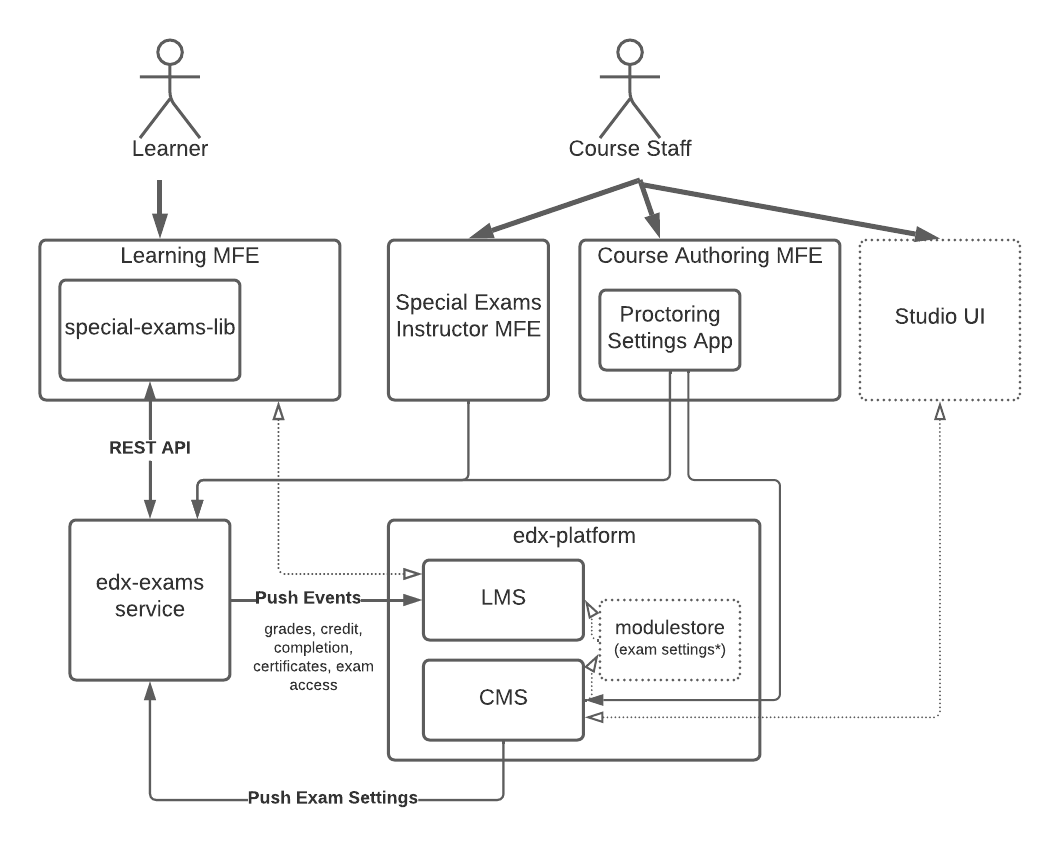 Learner
Course Staff
Learning MFE
special-exams-lib
Special Exams
Instructor MFE
Course Authoring MFE
Proctoring
Settings App
Studio UI
REST API
edx-exams
service
edx-platform
LMS
Push Events
grades, credit,
completion,
certificates, exam
access
modulestore
(exam settings*)
CMS
Push Exam Settings